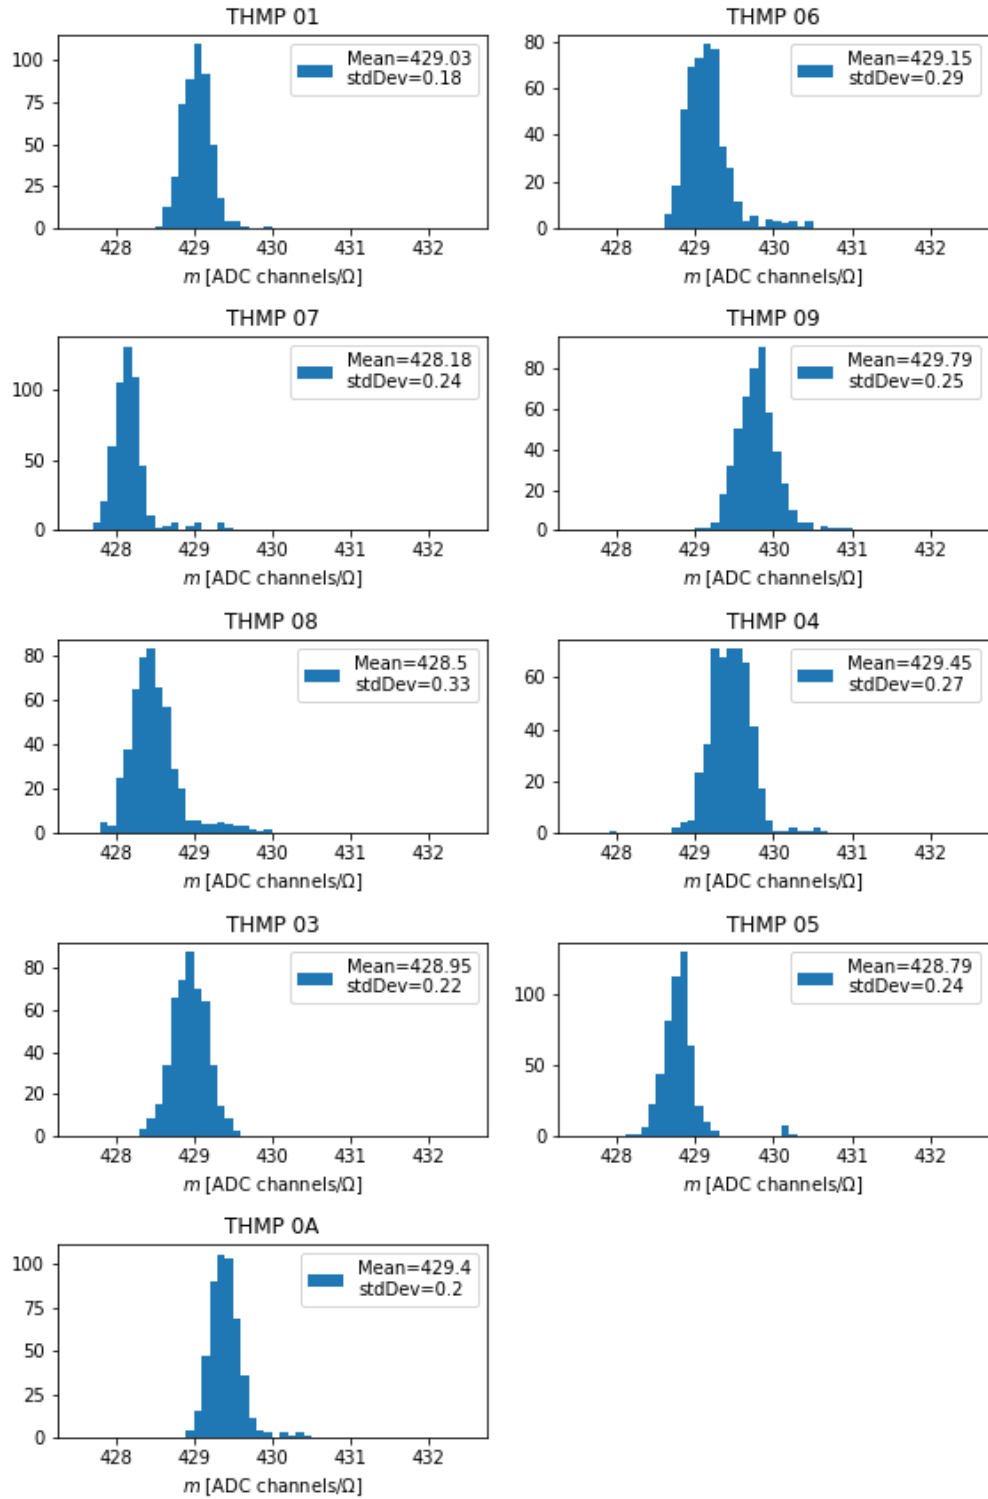 THMP 01
100
75
50
25
0
Mean=429.03
stdDev=0.18
428 429 430 431 432
m [ADC channels/Ω]
THMP 06
80
60
40
20
0
Mean=429.15
stdDev=0.29
428 429 430 431 432
m [ADC channels/Ω]
THMP 07
100
50
0
Mean=428.18
stdDev=0.24
428 429 430 431 432
m [ADC channels/Ω]
THMP 09
80
60
40
20
0
Mean=429.79
stdDev=0.25
428 429 430 431 432
m [ADC channels/Ω]
THMP 08
80
60
40
20
0
Mean=428.5
stdDev=0.33
428 429 430 431 432
m [ADC channels/Ω]
THMP 04
60
40
20
0
Mean=429.45
stdDev=0.27
428 429 430 431 432
m [ADC channels/Ω]
THMP 03
80
60
40
20
0
Mean=428.95
stdDev=0.22
428 429 430 431 432
m [ADC channels/Ω]
THMP 05
100
50
0
Mean=428.79
stdDev=0.24
428 429 430 431 432
m [ADC channels/Ω]
THMP 0A
100
75
50
25
0
Mean=429.4
stdDev=0.2
428 429 430 431 432
m [ADC channels/Ω]